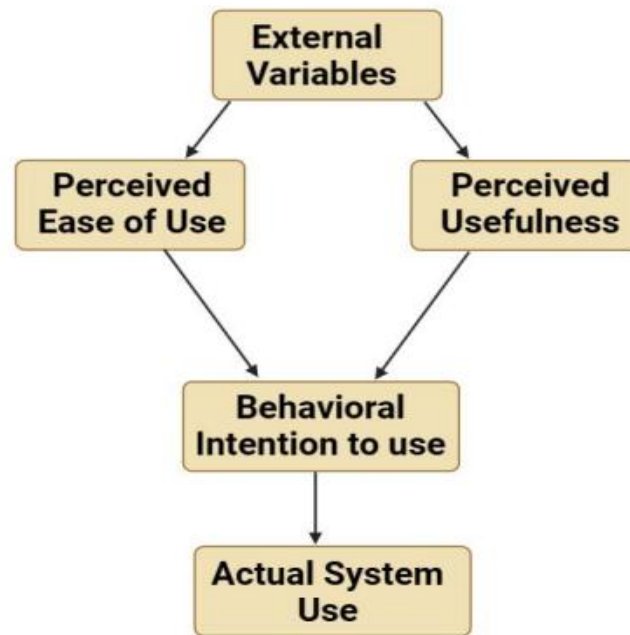 External
Variables
Perceived
Ease of Use
Perceived
Usefulness
Behavioral
Intention to use
Actual System
Use